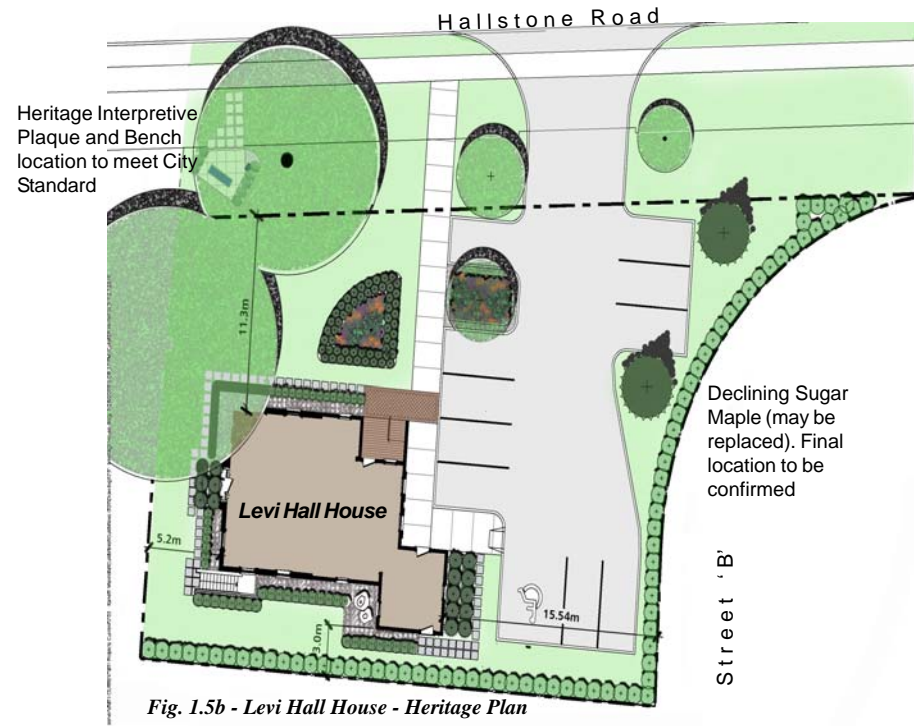 Hallstone Road
Heritage Interpretive
Plaque and Bench
location to meet City
Standard
11.3m
Declining Sugar
Maple (may be
replaced). Final
location to be
confirmed
Levi Hall House
5.2m
15.54m
3.0m
Street 'B'
Fig. 1.5b - Levi Hall House - Heritage Plan